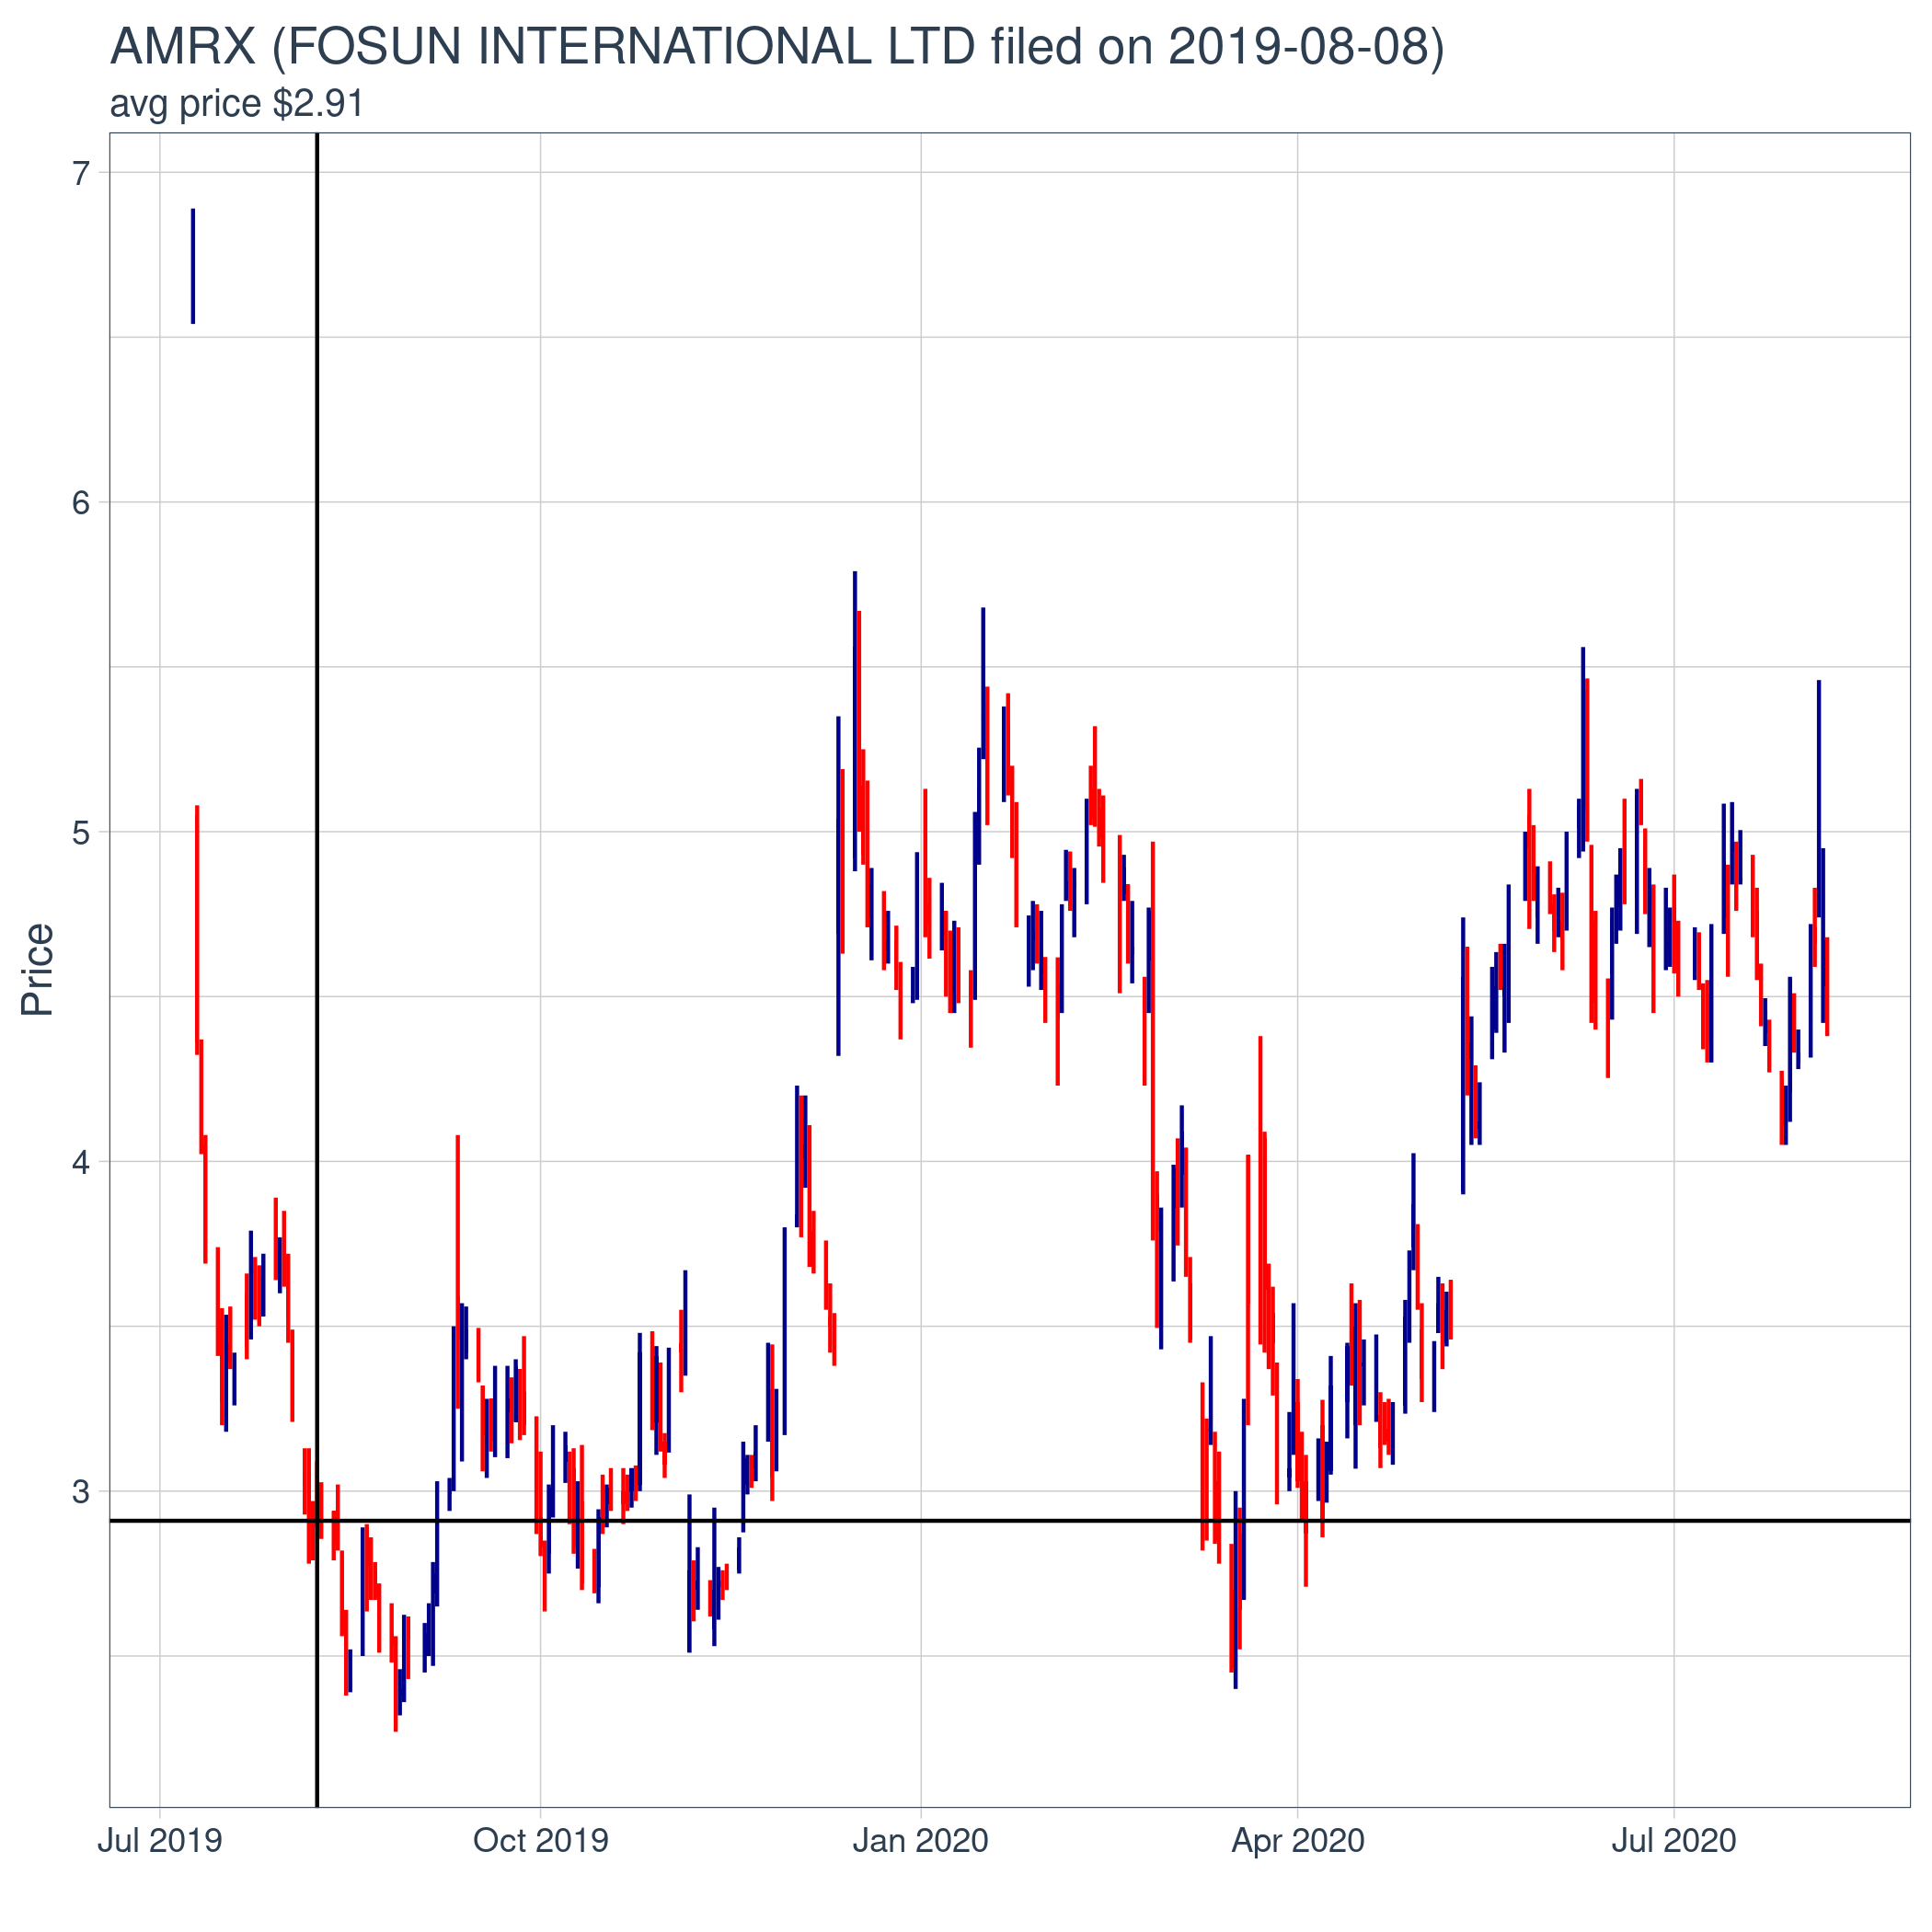 AMRX (FOSUN INTERNATIONAL LTD filed on 2019-08-08)
avg price $2.91
7
6
5
4
3
Price
Jul 2019
Oct 2019
Jan 2020
Apr 2020
Jul 2020